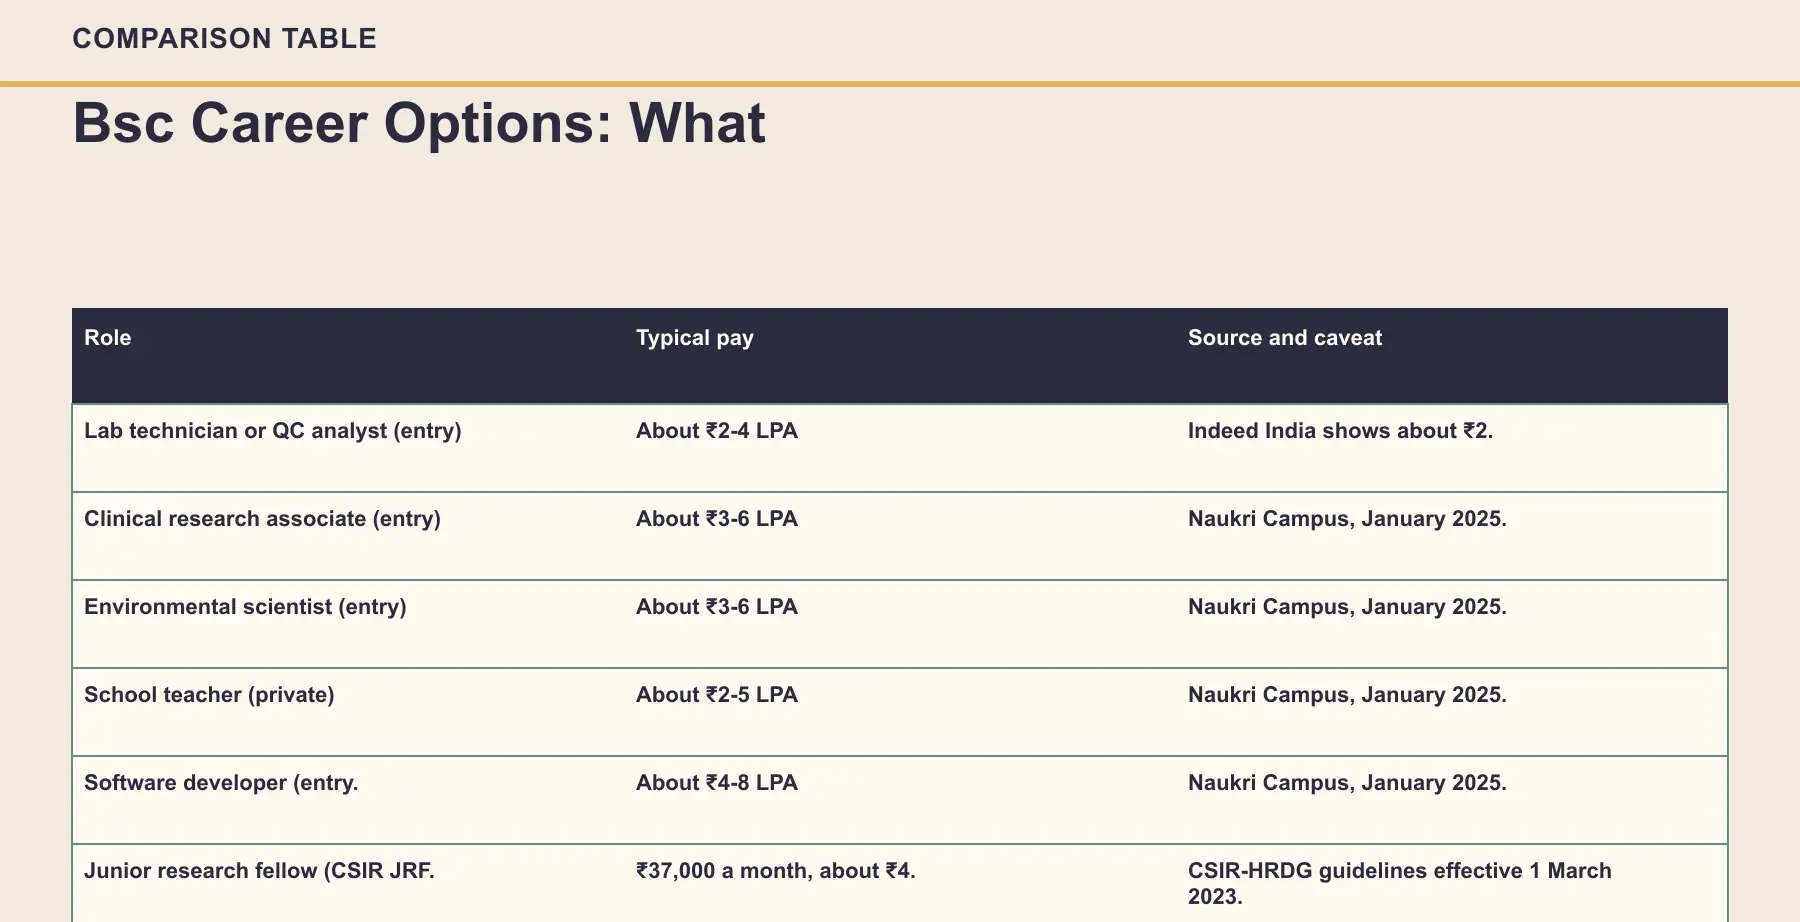 COMPARISON TABLE
Bsc Career Options: What
Role Typical pay Source and caveat
Lab technician or QC analyst (entry) About ₹2-4 LPA Indeed India shows about ₹2.
Clinical research associate (entry) About ₹3-6 LPA Naukri Campus, January 2025.
Environmental scientist (entry) About ₹3-6 LPA Naukri Campus, January 2025.
School teacher (private) About ₹2-5 LPA Naukri Campus, January 2025.
Software developer (entry. About ₹4-8 LPA Naukri Campus, January 2025.
Junior research fellow (CSIR JRF. ₹37,000 a month, about ₹4. CSIR-HRDG guidelines effective 1 March
2023.